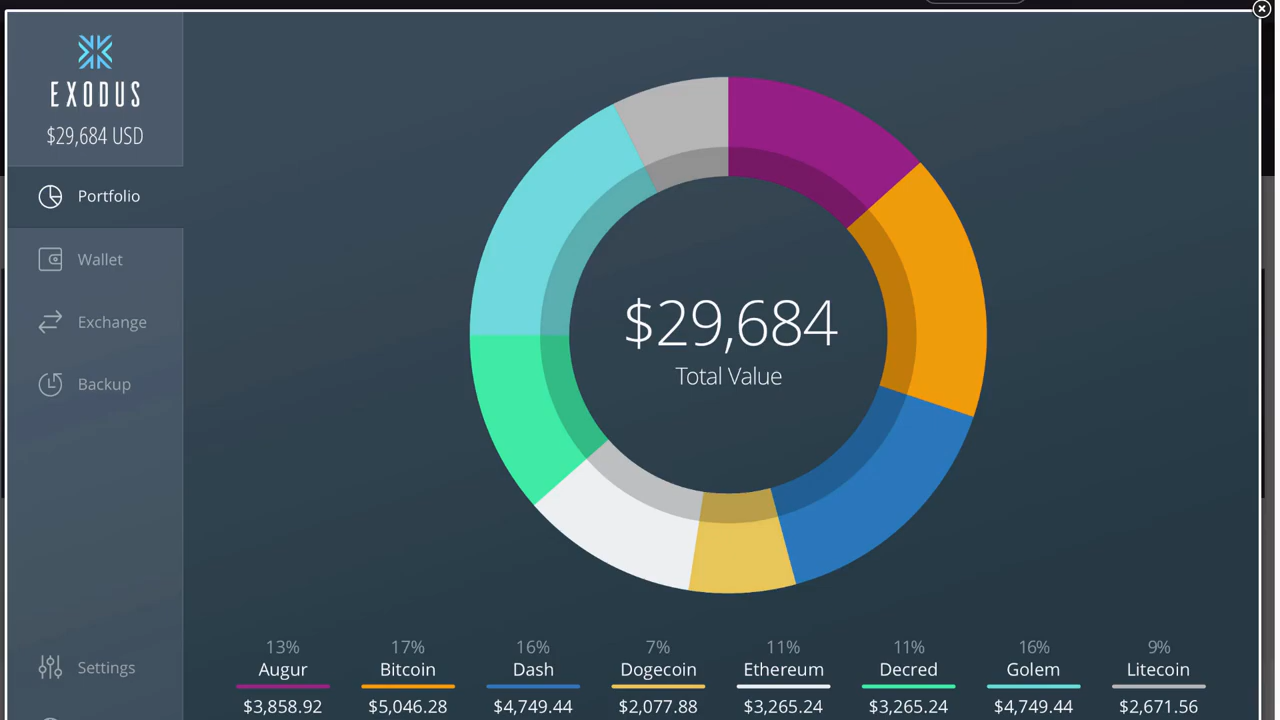 EXODUS
$29,684 USD
Portfolio
Wallet
Exchange
Backup
Settings
$29,684
Total Value
13% 17% 16% 7% 11% 11% 16% 9%
Augur Bitcoin Dash Dogecoin Ethereum Decred Golem Litecoin
$3,858.92 $5,046.28 $4,749.44 $2,077.88 $3,265.24 $3,265.24 $4,749.44 $2,671.56